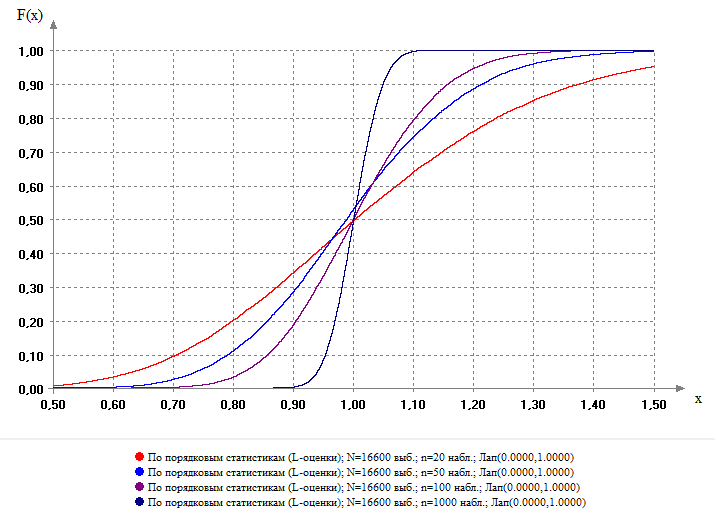 F(x)
1,00
0,90
0,80
0,70
0,60
0,50
0,40
0,30
0,20
0,10
0,00
0,50 0,60 0,70 0,80 0,90 1,00 1,10 1,20 1,30 1,40 1,50 x
По порядковым статистикам (L-оценки); N=16600 выб.; n=20 набл.; Лап(0.0000,1.0000)
По порядковым статистикам (L-оценки); N=16600 выб.; n=50 набл.; Лап(0.0000,1.0000)
По порядковым статистикам (L-оценки); N=16600 выб.; n=100 набл.; Лап(0.0000,1.0000)
По порядковым статистикам (L-оценки); N=16600 выб.; n=1000 набл.; Лап(0.0000,1.0000)